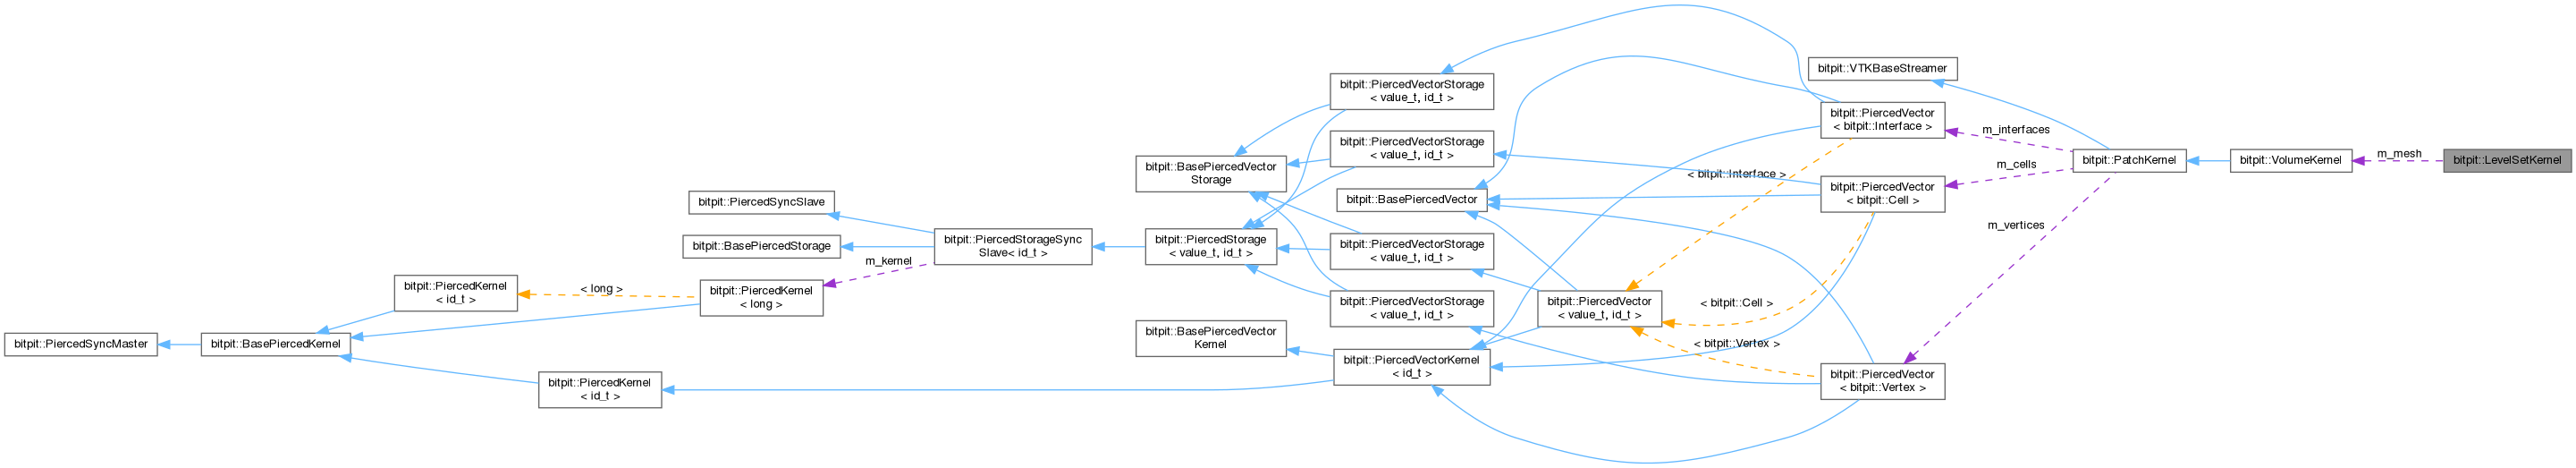 bitpit::PiercedSyncMaster
bitpit::BasePiercedKernel
bitpit::PiercedKernel
< id_t >
bitpit::PiercedKernel
< id_t >
< long >
bitpit::PiercedSyncSlave
bitpit::BasePiercedStorage
bitpit::PiercedKernel
< long >
m_kernel
bitpit::PiercedStorageSync
Slave< id_t >
bitpit::BasePiercedVector
Storage
bitpit::PiercedStorage
< value_t, id_t >
bitpit::BasePiercedVector
Kernel
bitpit::PiercedVectorStorage
< value_t, id_t >
bitpit::PiercedVectorStorage
< value_t, id_t >
bitpit::BasePiercedVector
bitpit::PiercedVectorStorage
< value_t, id_t >
bitpit::PiercedVectorStorage
< value_t, id_t >
bitpit::PiercedVectorKernel
< id_t >
bitpit::PiercedVector
< value_t, id_t >
< bitpit::Interface >
< bitpit::Cell >
< bitpit::Vertex >
bitpit::VTKBaseStreamer
bitpit::PiercedVector
< bitpit::Interface >
bitpit::PiercedVector
< bitpit::Cell >
bitpit::PiercedVector
< bitpit::Vertex >
m_interfaces
m_cells
m_vertices
bitpit::PatchKernel
bitpit::VolumeKernel
m_mesh
bitpit::LevelSetKernel